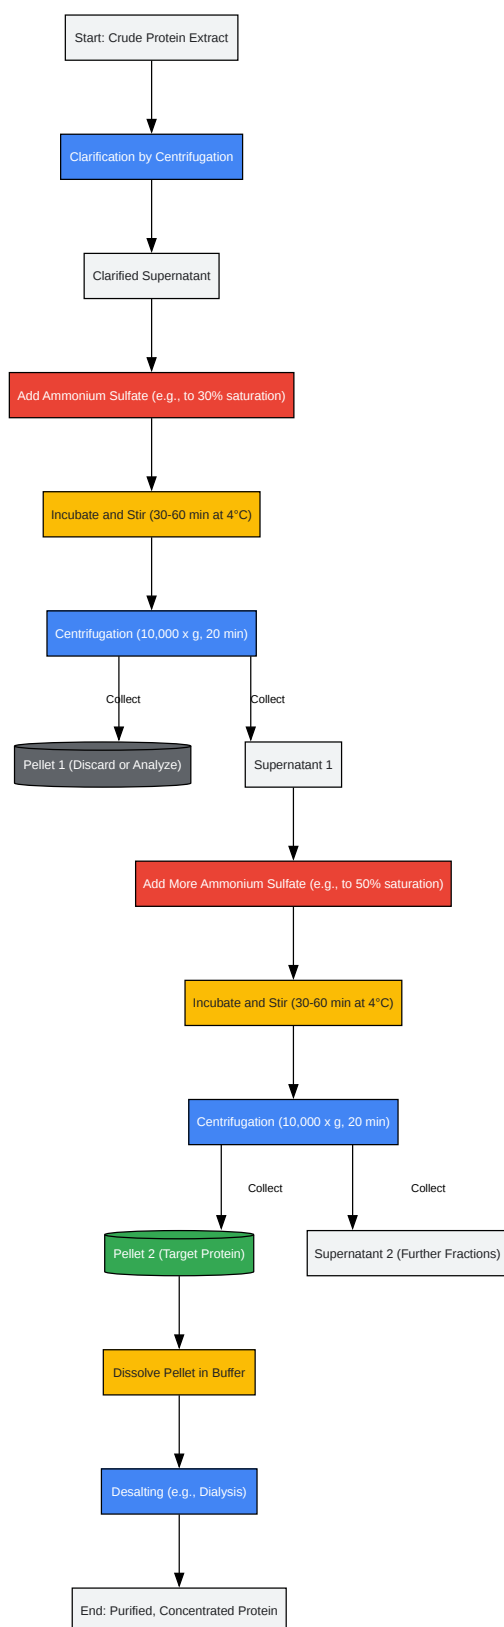 Start: Crude Protein Extract
Clarification by Centrifugation
Clarified Supernatant
Add Ammonium Sulfate (e.g., to 30% saturation)
Incubate and Stir (30-60 min at 4°C)
Centrifugation (10,000 x g, 20 min)
Collect
Collect
Pellet 1 (Discard or Analyze)
Supernatant 1
Add More Ammonium Sulfate (e.g., to 50% saturation)
Incubate and Stir (30-60 min at 4°C)
Centrifugation (10,000 x g, 20 min)
Collect
Collect
Pellet 2 (Target Protein)
Supernatant 2 (Further Fractions)
Dissolve Pellet in Buffer
Desalting (e.g., Dialysis)
End: Purified, Concentrated Protein